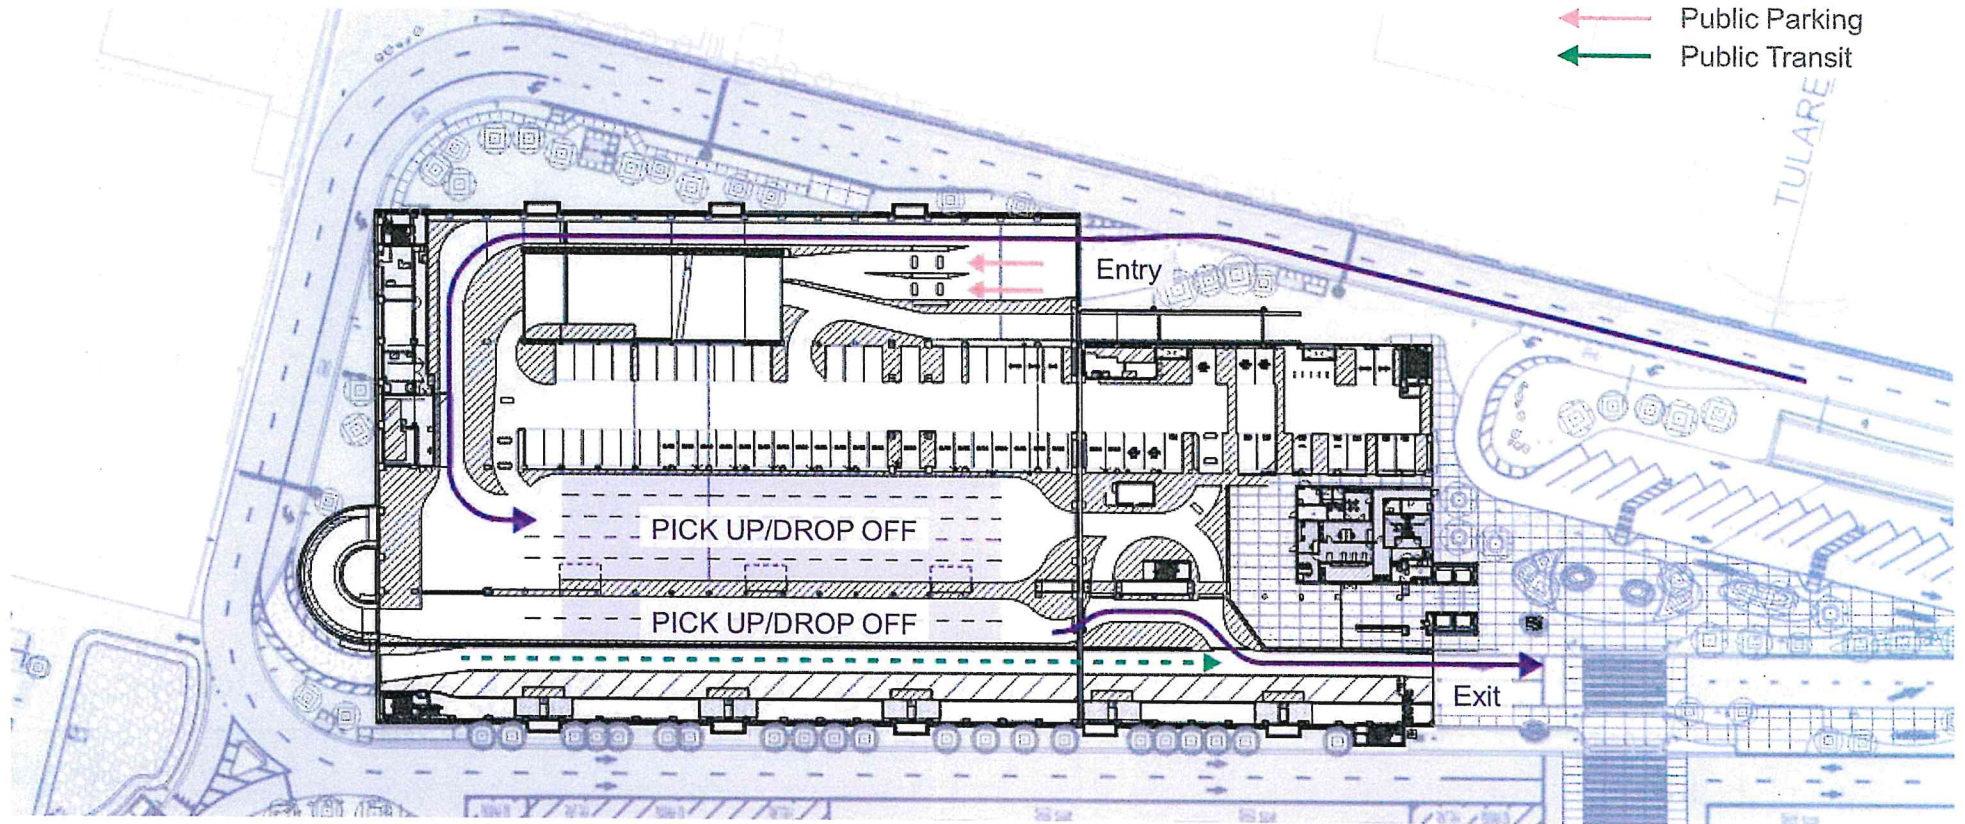 Public Parking
Public Transit
TULARE
Entry
PICK UP/DROP OFF
PICK UP/DROP OFF
Exit